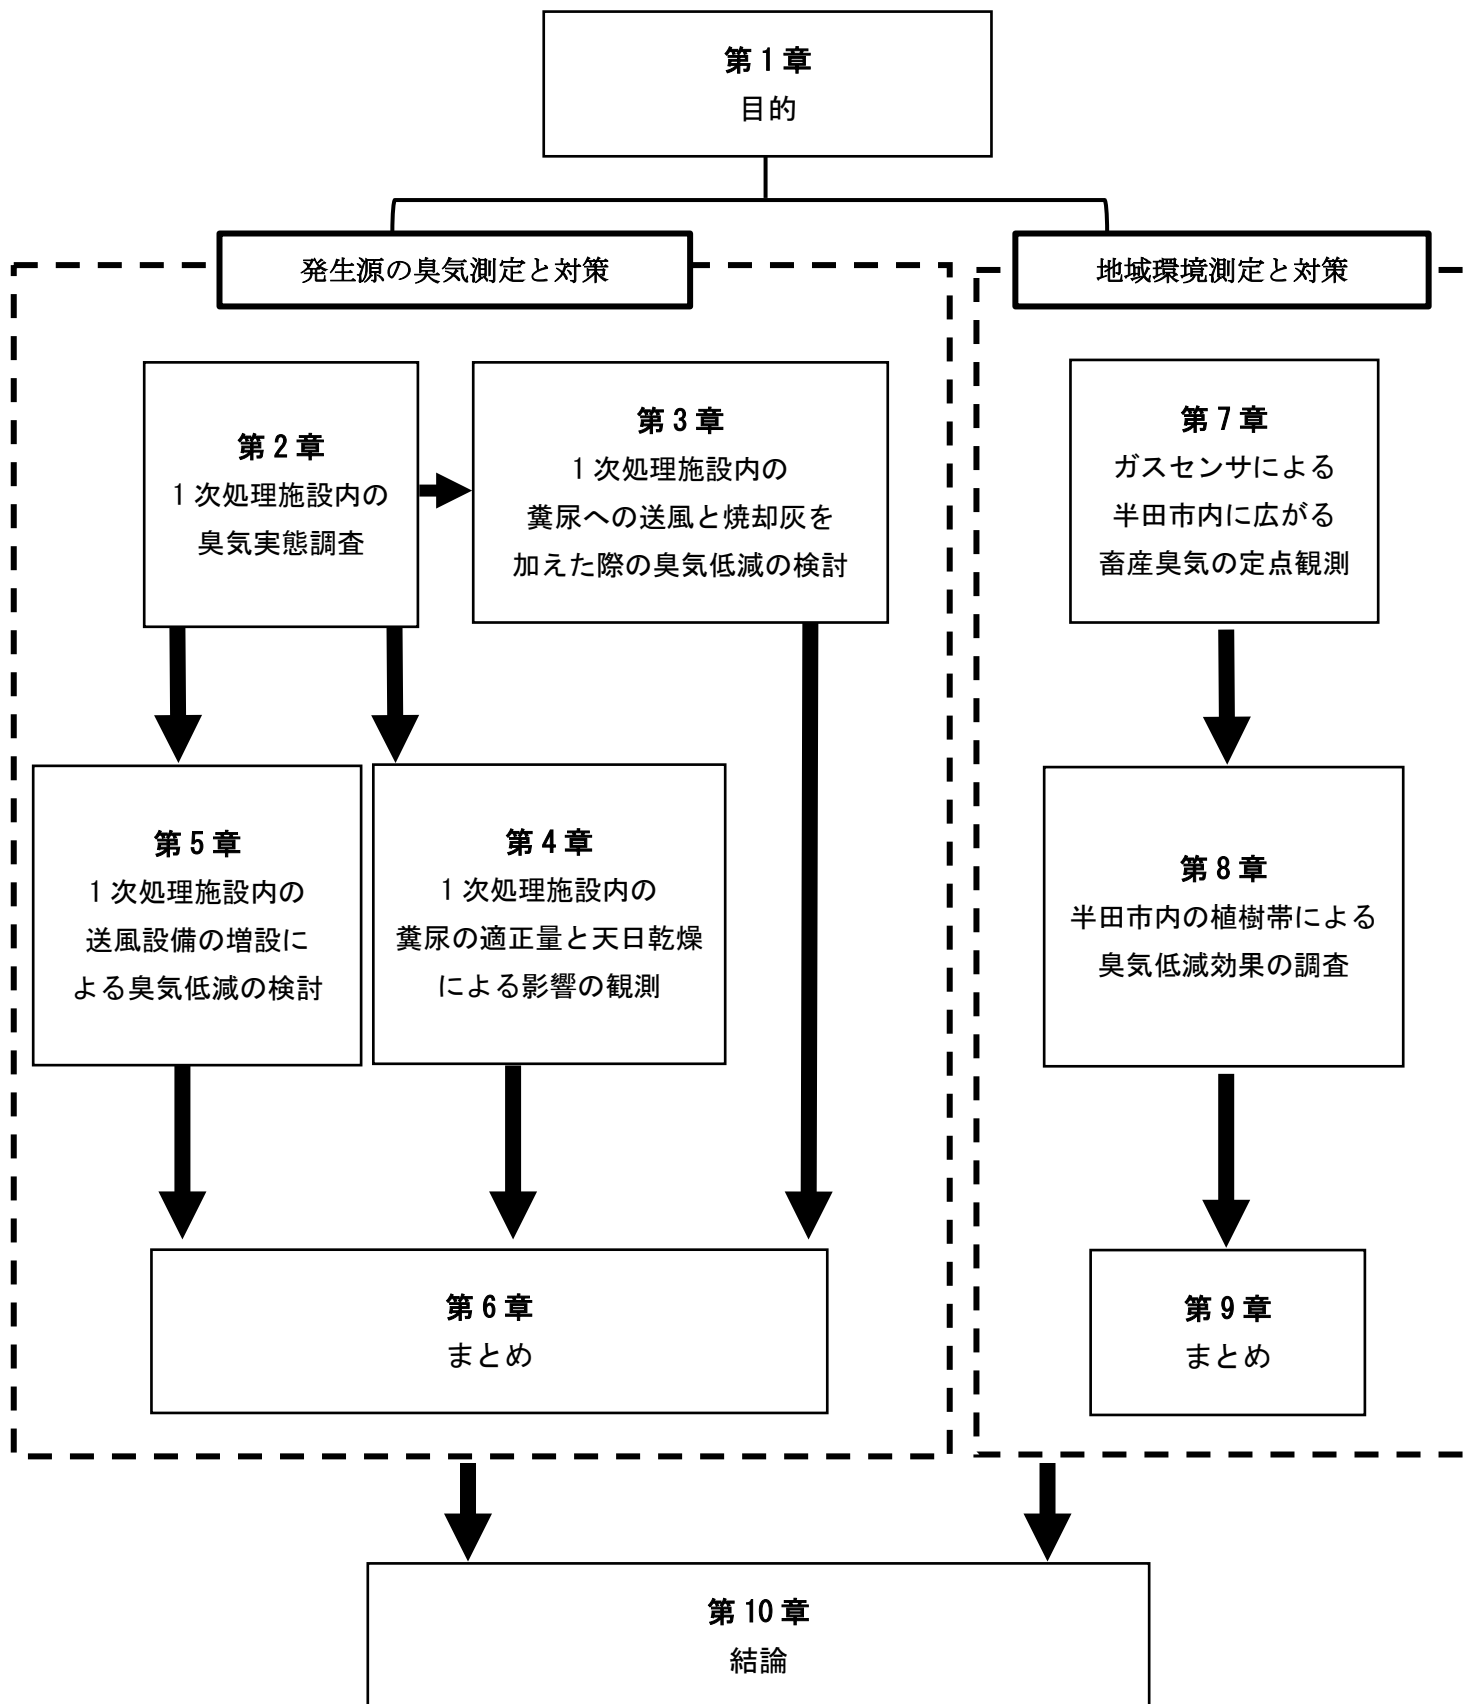 第1章
目的
発生源の臭気測定と対策
地域環境測定と対策
第2章
1次処理施設内の
臭気実態調査
第3章
1次処理施設内の
糞尿への送風と焼却灰を
加えた際の臭気低減の検討
第7章
ガスセンサによる
半田市内に広がる
畜産臭気の定点観測
第5章
1次処理施設内の
送風設備の増設に
よる臭気低減の検討
第4章
1次処理施設内の
糞尿の適正量と天日乾燥
による影響の観測
第8章
半田市内の植樹帯による
臭気低減効果の調査
第6章
まとめ
第9章
まとめ
第10章
結論